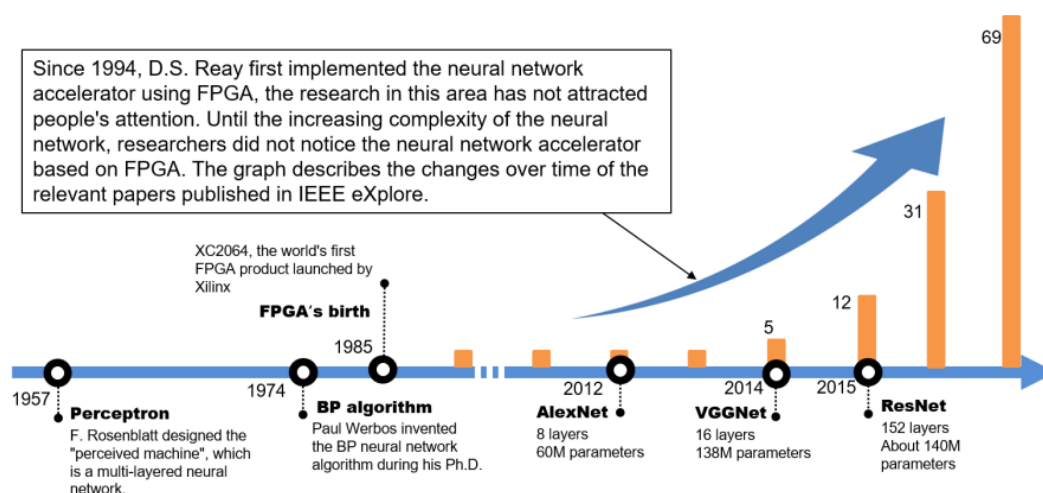 69
Since 1994, D.S. Reay first implemented the neural network
accelerator using FPGA, the research in this area has not attracted
people's attention. Until the increasing complexity of the neural
network, researchers did not notice the neural network accelerator
based on FPGA. The graph describes the changes over time of the
relevant papers published in IEEE eXplore.
31
XC2064, the world's first
FPGA product launched by
Xilinx
FPGA's birth
12
5
1985
1957
1974
2012
2014
2015
Perceptron
F. Rosenblatt designed the
"perceived machine", which
is a multi-layered neural
network.
BP algorithm
Paul Werbos invented
the BP neural network
algorithm during his Ph.D.
AlexNet
8 layers
60M parameters
VGGNet
16 layers
138M parameters
ResNet
152 layers
About 140M
parameters